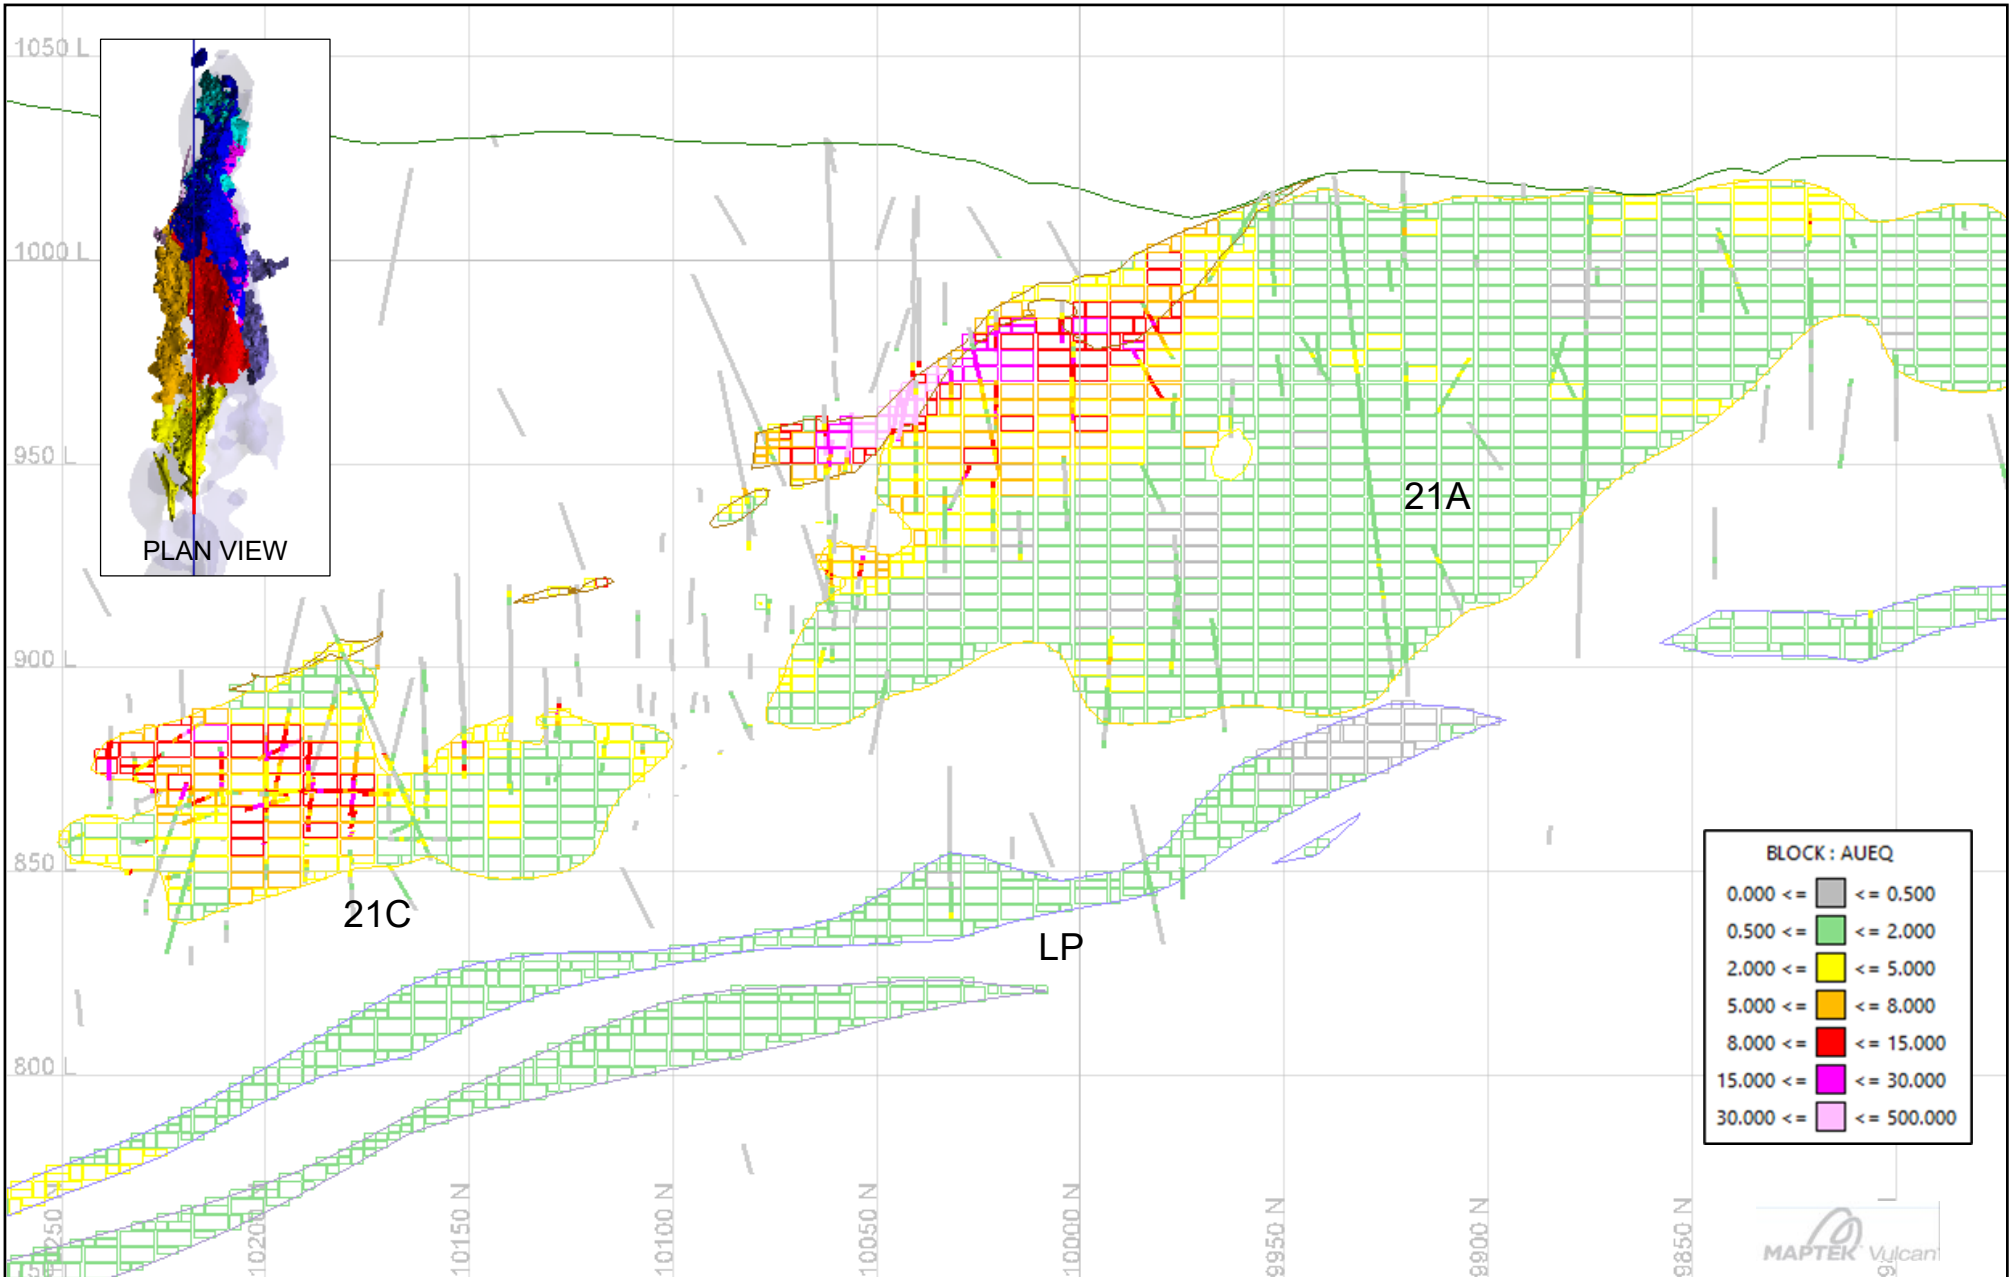 1050 L
1000 L
950 L
900 L
850 L
800 L
PLAN VIEW
21A
21C
LP
BLOCK : AUEQ
0.000 <= <= 0.500
0.500 <= <= 2.000
2.000 <= <= 5.000
5.000 <= <= 8.000
8.000 <= <= 15.000
15.000 <= <= 30.000
30.000 <= <= 500.000
10200 N
10150 N
10100 N
10050 N
10000 N
9950 N
9900 N
9850 N
MAPTEK Vulcan